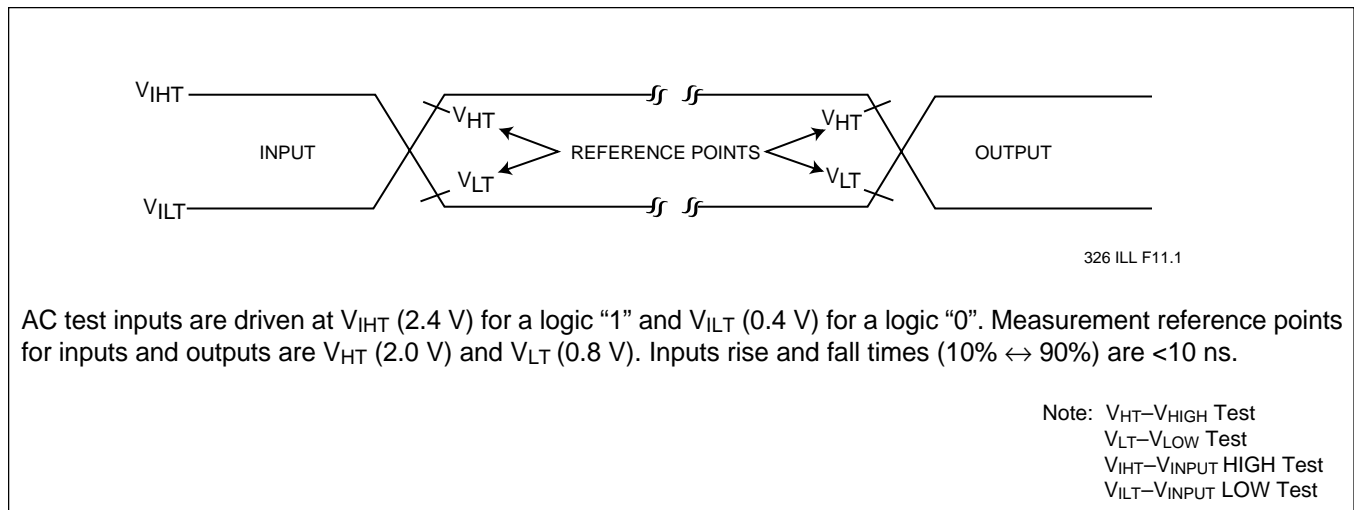 VIHT
VHT
VHT
INPUT
REFERENCE POINTS
OUTPUT
VLT
VLT
VILT
326 ILL F11.1
AC test inputs are driven at VIHT (2.4 V) for a logic “1” and VILT (0.4 V) for a logic “0”. Measurement reference points
for inputs and outputs are VHT (2.0 V) and VLT (0.8 V). Inputs rise and fall times (10% ↔ 90%) are <10 ns.
Note: VHT–VHIGH Test
VLT–VLOW Test
VIHT–VINPUT HIGH Test
VILT–VINPUT LOW Test